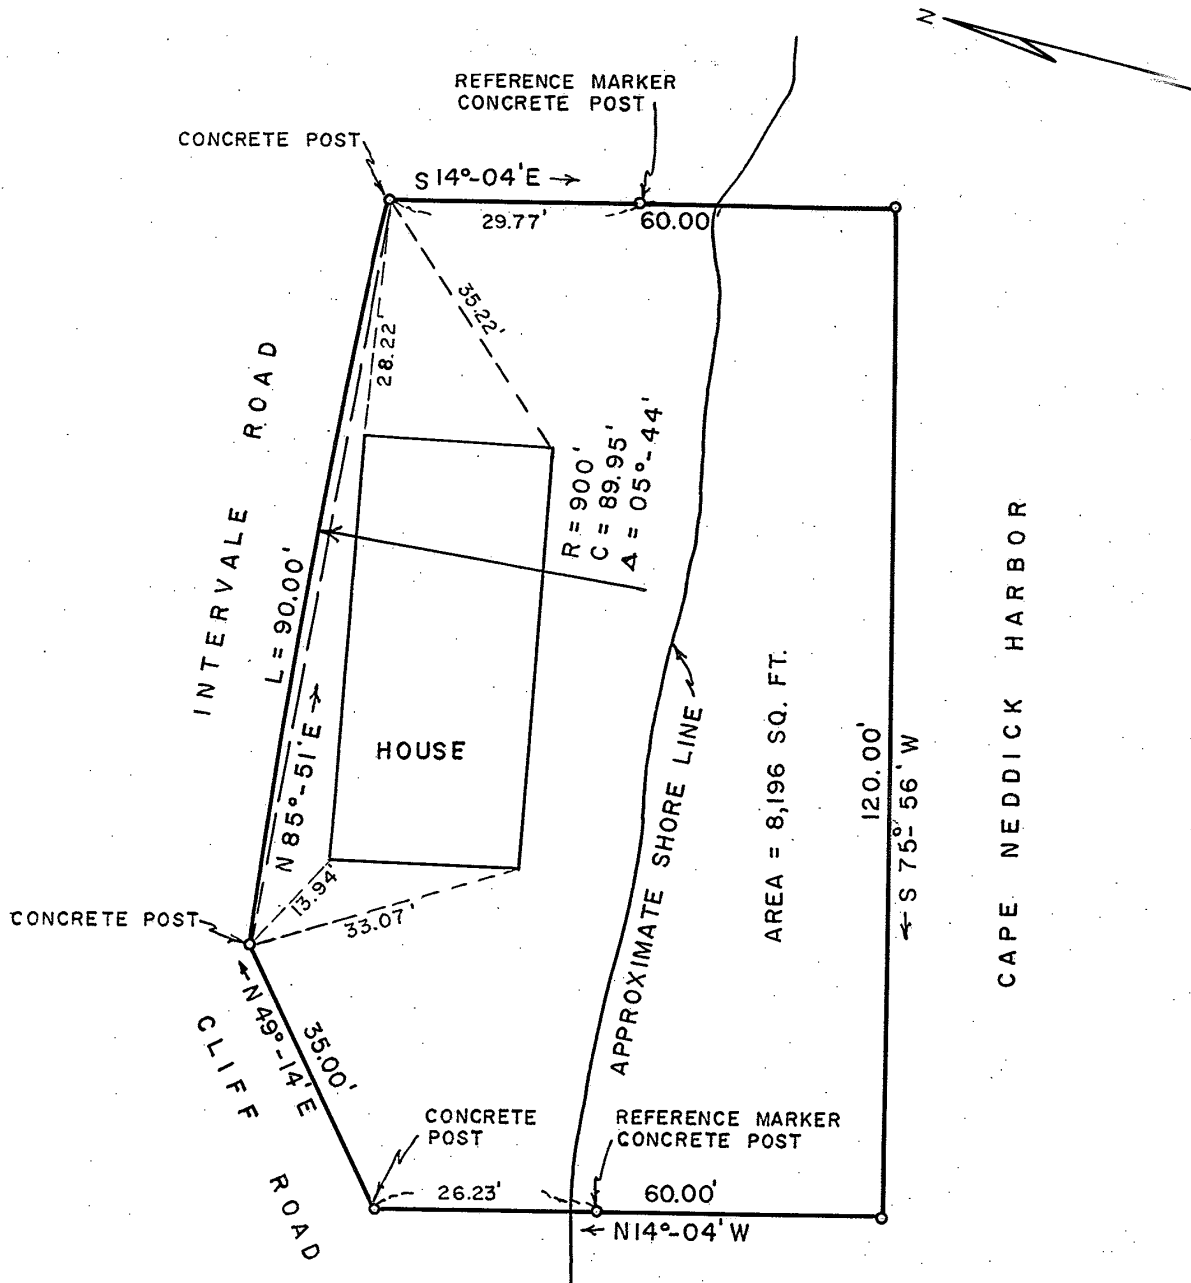 N
REFERENCE MARKER
CONCRETE POST
CONCRETE POST
S 14°-04'E →
29.77'
60.00
35.22'
28.22'
INTERVALE ROAD
L = 90.00'
N 85°-51'E →
R = 900'
C = 89.95'
Δ = 05°-44'
HOUSE
APPROXIMATE SHORE LINE
AREA = 8,196 SQ. FT.
120.00'
← S 75°-56' W
CAPE NEDDICK HARBOR
13.94'
33.07'
CONCRETE POST
← N 49°-14' E
35.00'
CLIFF ROAD
CONCRETE
POST
REFERENCE MARKER
CONCRETE POST
26.23'
60.00'
← N14°-04' W